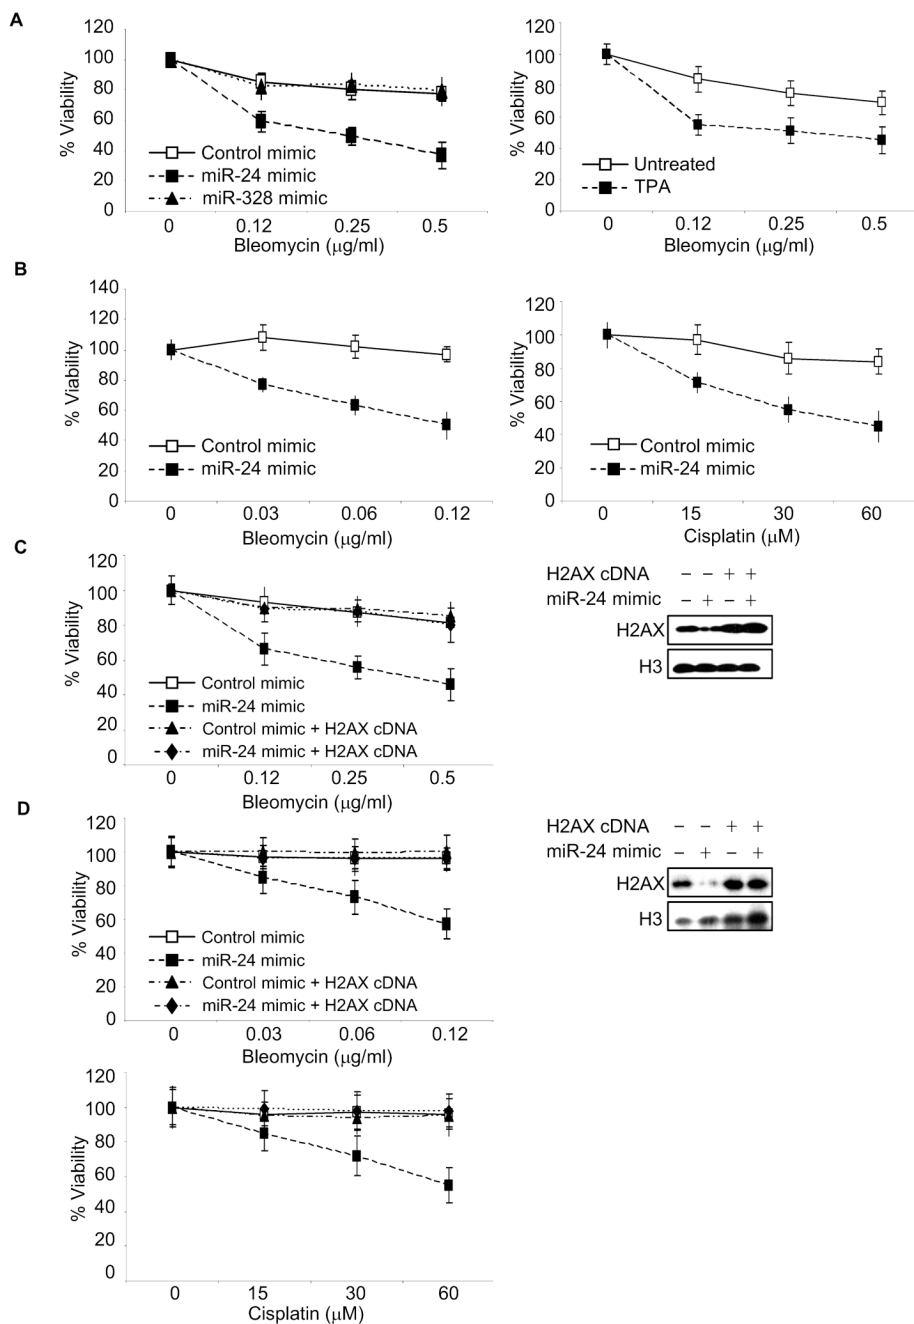 A
120
100
80
60
40
20
0
% Viability
Control mimic
miR-24 mimic
miR-328 mimic
0 0.12 0.25 0.5
Bleomycin (μg/ml)
120
100
80
60
40
20
0
% Viability
Untreated
TPA
0 0.12 0.25 0.5
Bleomycin (μg/ml)
B
140
120
100
80
60
40
20
0
% Viability
Control mimic
miR-24 mimic
0 0.03 0.06 0.12
Bleomycin (μg/ml)
120
100
80
60
40
20
0
% Viability
Control mimic
miR-24 mimic
0 15 30 60
Cisplatin (μM)
C
120
100
80
60
40
20
0
% Viability
Control mimic
miR-24 mimic
Control mimic + H2AX cDNA
miR-24 mimic + H2AX cDNA
0 0.12 0.25 0.5
Bleomycin (μg/ml)
H2AX cDNA − − + +
miR-24 mimic − + − +
H2AX
H3
D
120
100
80
60
40
20
0
% Viability
Control mimic
miR-24 mimic
Control mimic + H2AX cDNA
miR-24 mimic + H2AX cDNA
0 0.03 0.06 0.12
Bleomycin (μg/ml)
H2AX cDNA − − + +
miR-24 mimic − + − +
H2AX
H3
120
100
80
60
40
20
0
% Viability
0 15 30 60
Cisplatin (μM)